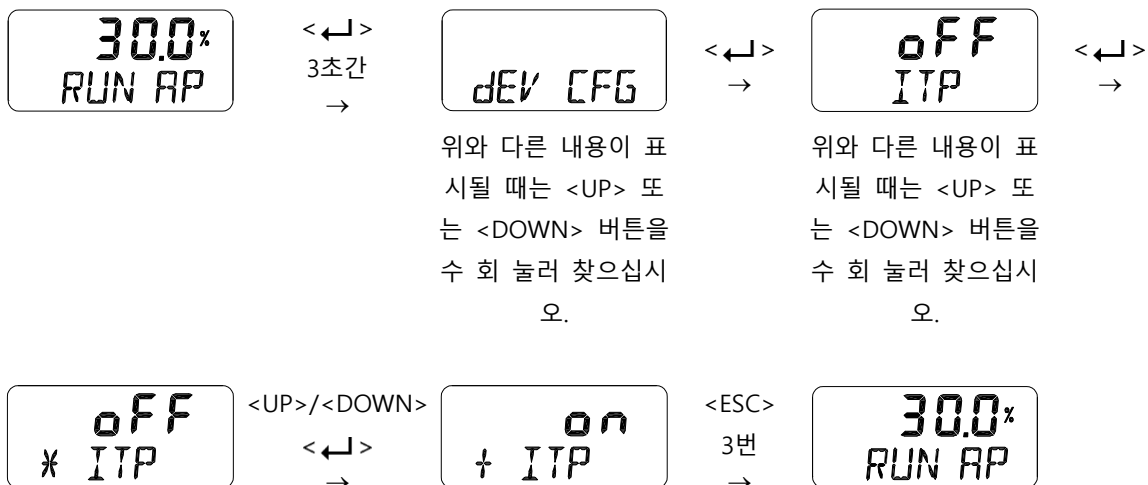 30.0%
RUN AP
< ↵ >
3초간
→
dEV CFG
< ↵ >
→
oFF
ITP
< ↵ >
→
위와 다른 내용이 표
시될 때는 <UP> 또
는 <DOWN> 버튼을
수 회 눌러 찾으십시
오.
위와 다른 내용이 표
시될 때는 <UP> 또
는 <DOWN> 버튼을
수 회 눌러 찾으십시
오.
oFF
* ITP
<UP>/<DOWN>
< ↵ >
→
on
+ ITP
<ESC>
3번
→
30.0%
RUN AP